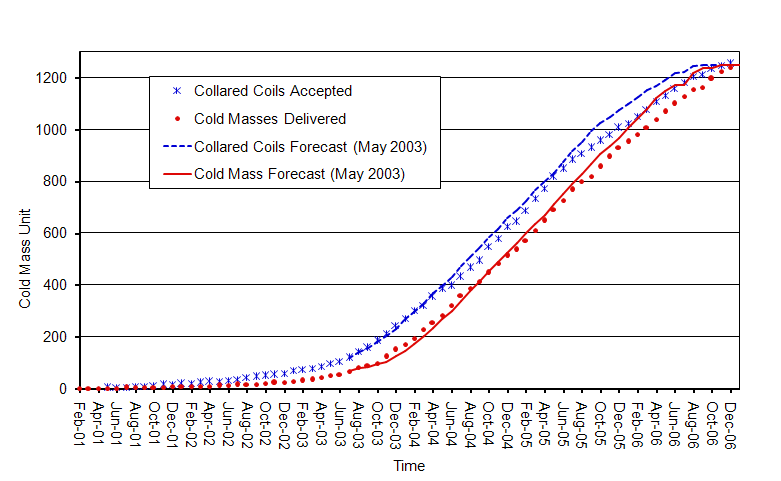 1200
1000
800
600
400
200
0
Cold Mass Unit
Collared Coils Accepted
Cold Masses Delivered
Collared Coils Forecast (May 2003)
Cold Mass Forecast (May 2003)
Feb-01
Apr-01
Jun-01
Aug-01
Oct-01
Dec-01
Feb-02
Apr-02
Jun-02
Aug-02
Oct-02
Dec-02
Feb-03
Apr-03
Jun-03
Aug-03
Oct-03
Dec-03
Feb-04
Apr-04
Jun-04
Aug-04
Oct-04
Dec-04
Feb-05
Apr-05
Jun-05
Aug-05
Oct-05
Dec-05
Feb-06
Apr-06
Jun-06
Aug-06
Oct-06
Dec-06
Time